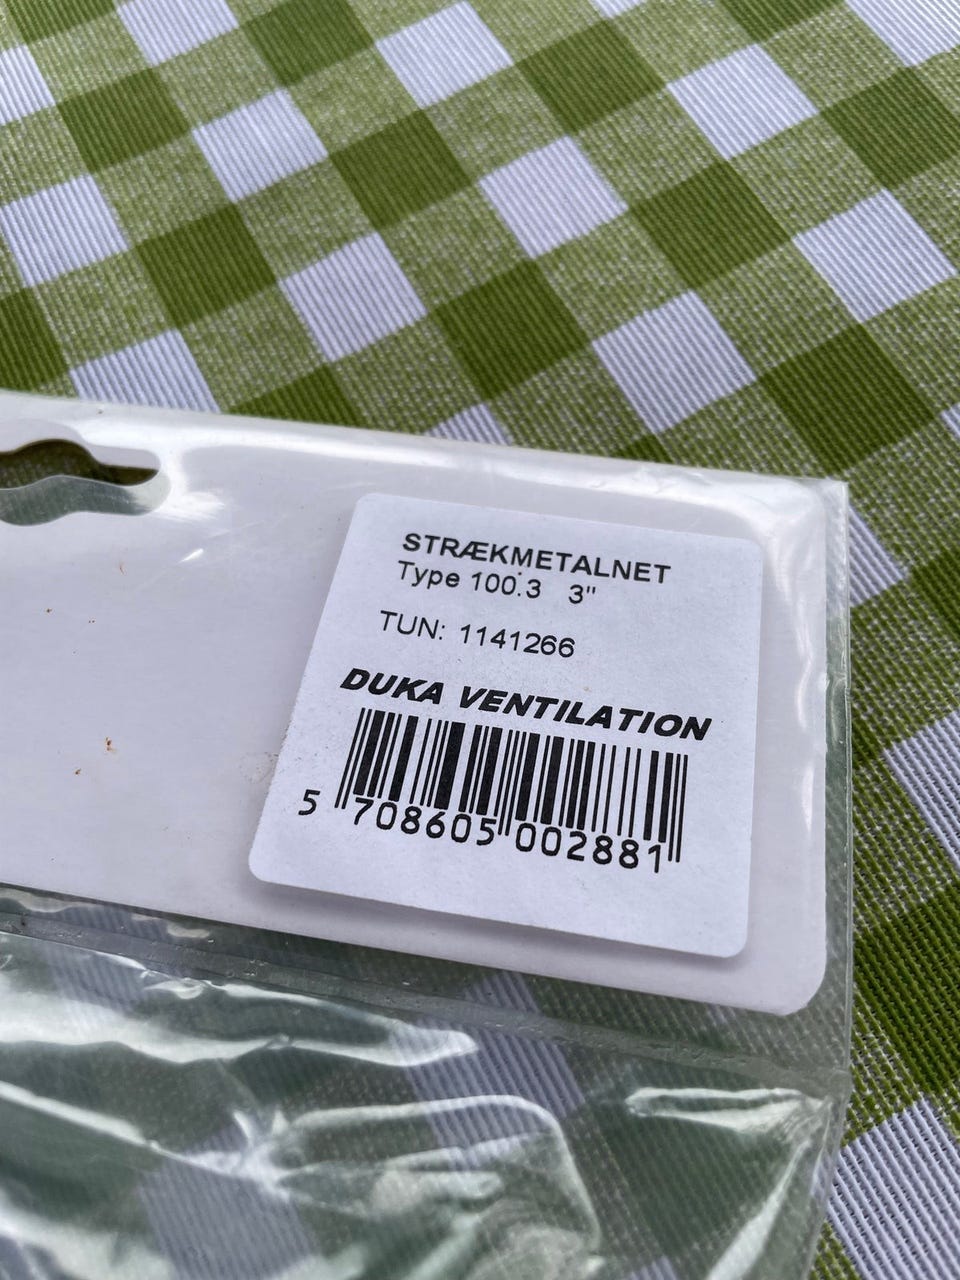 STRÆKMETALNET
Type 100.3 3"
TUN: 1141266
DUKA VENTILATION
5 708605 002881